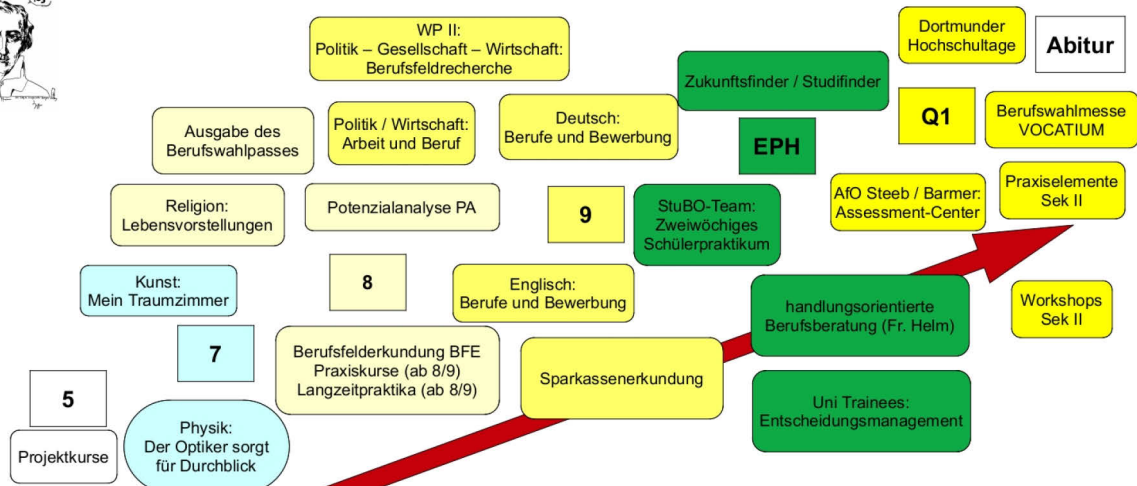 WP II:
Politik – Gesellschaft – Wirtschaft:
Berufsfeldrecherche
Dortmunder
Hochschultage
Abitur
Zukunftsfinder / Studifinder
Ausgabe des
Berufswahlpasses
Politik / Wirtschaft:
Arbeit und Beruf
Deutsch:
Berufe und Bewerbung
EPH
Q1
Berufswahlmesse
VOCATIUM
Religion:
Lebensvorstellungen
Potenzialanalyse PA
9
StuBO-Team:
Zweiwöchiges
Schülerpraktikum
AfO Steeb / Barmer:
Assessment-Center
Praxiselemente
Sek II
Kunst:
Mein Traumzimmer
8
Englisch:
Berufe und Bewerbung
handlungsorientierte
Berufsberatung (Fr. Helm)
Workshops
Sek II
7
Berufsfelderkundung BFE
Praxiskurse (ab 8/9)
Langzeitpraktika (ab 8/9)
Sparkassenerkundung
5
Projektkurse
Physik:
Der Optiker sorgt
für Durchblick
Uni Trainees:
Entscheidungsmanagement